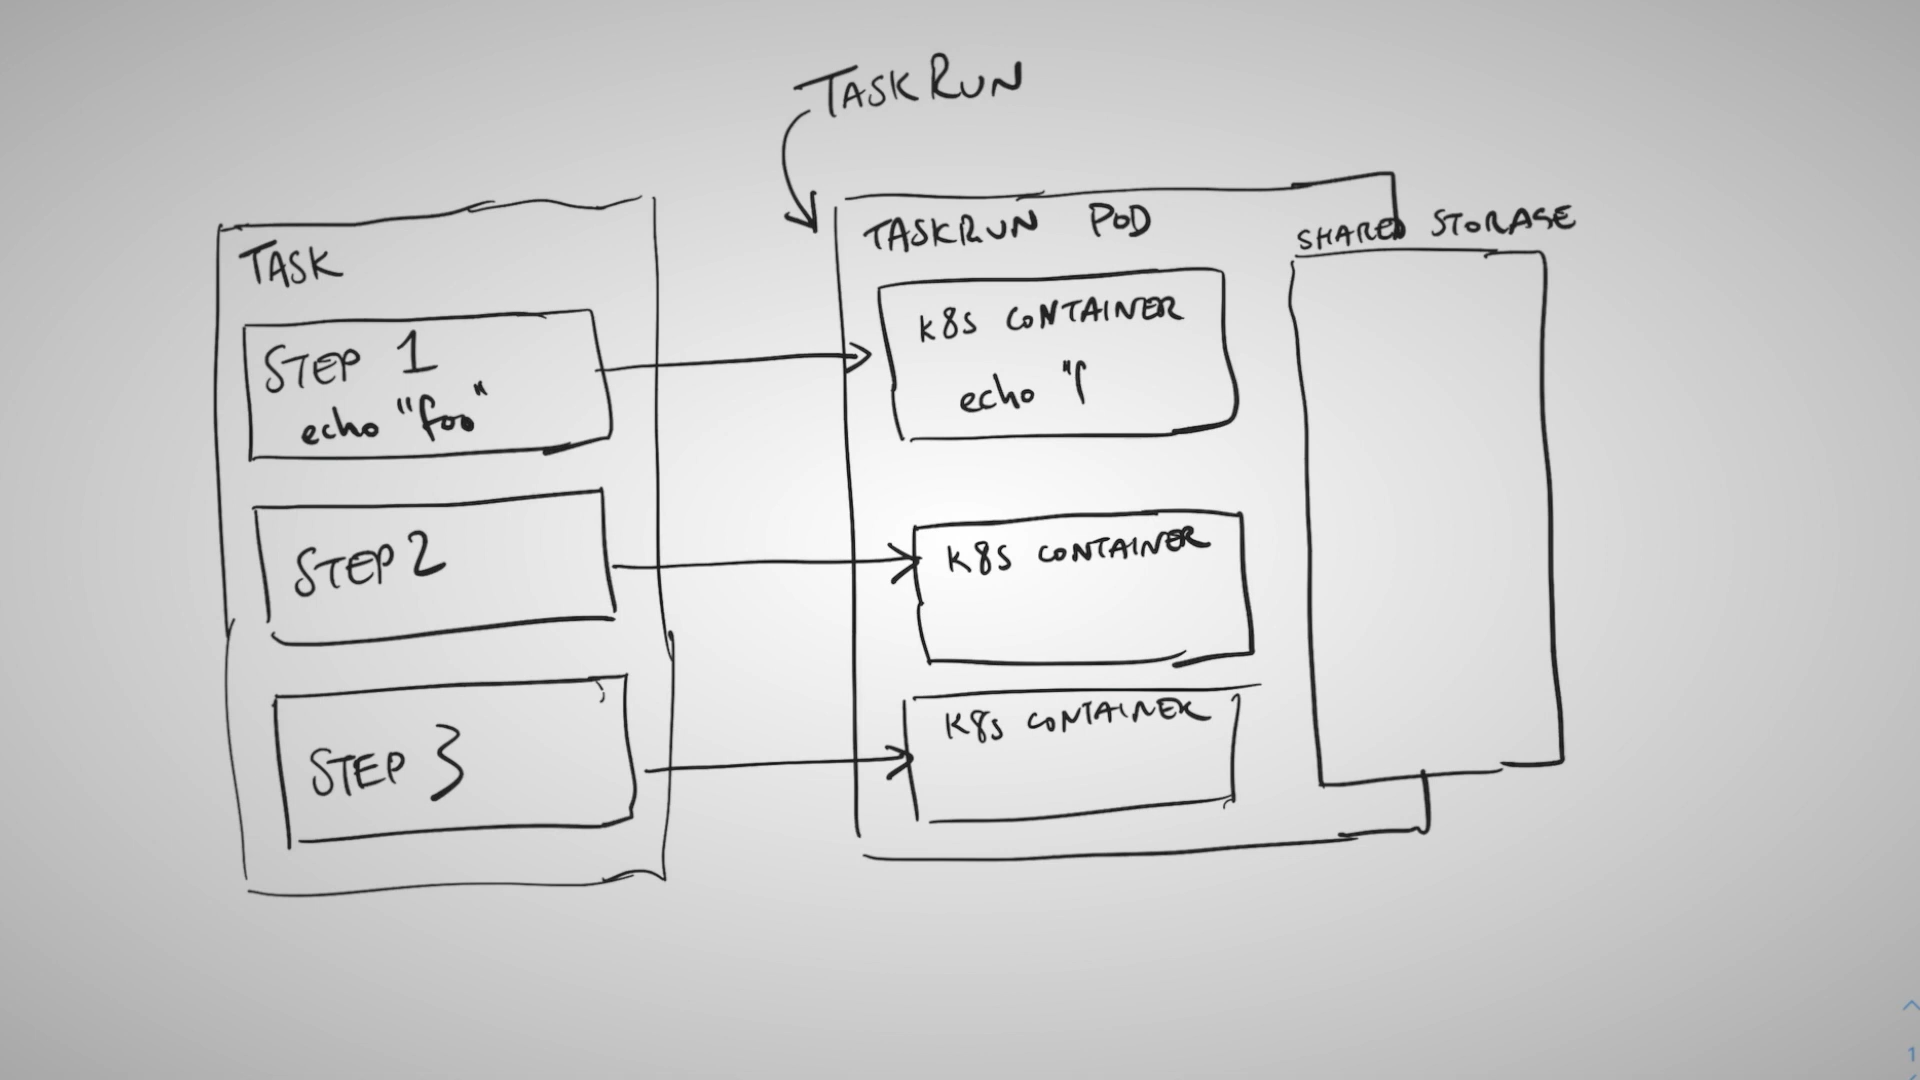 TASKRUN
TASK
STEP 1
echo "foo"
STEP 2
STEP 3
TASKRUN POD
K8S CONTAINER
echo "f
K8S CONTAINER
K8S CONTAINER
SHARED STORAGE
1